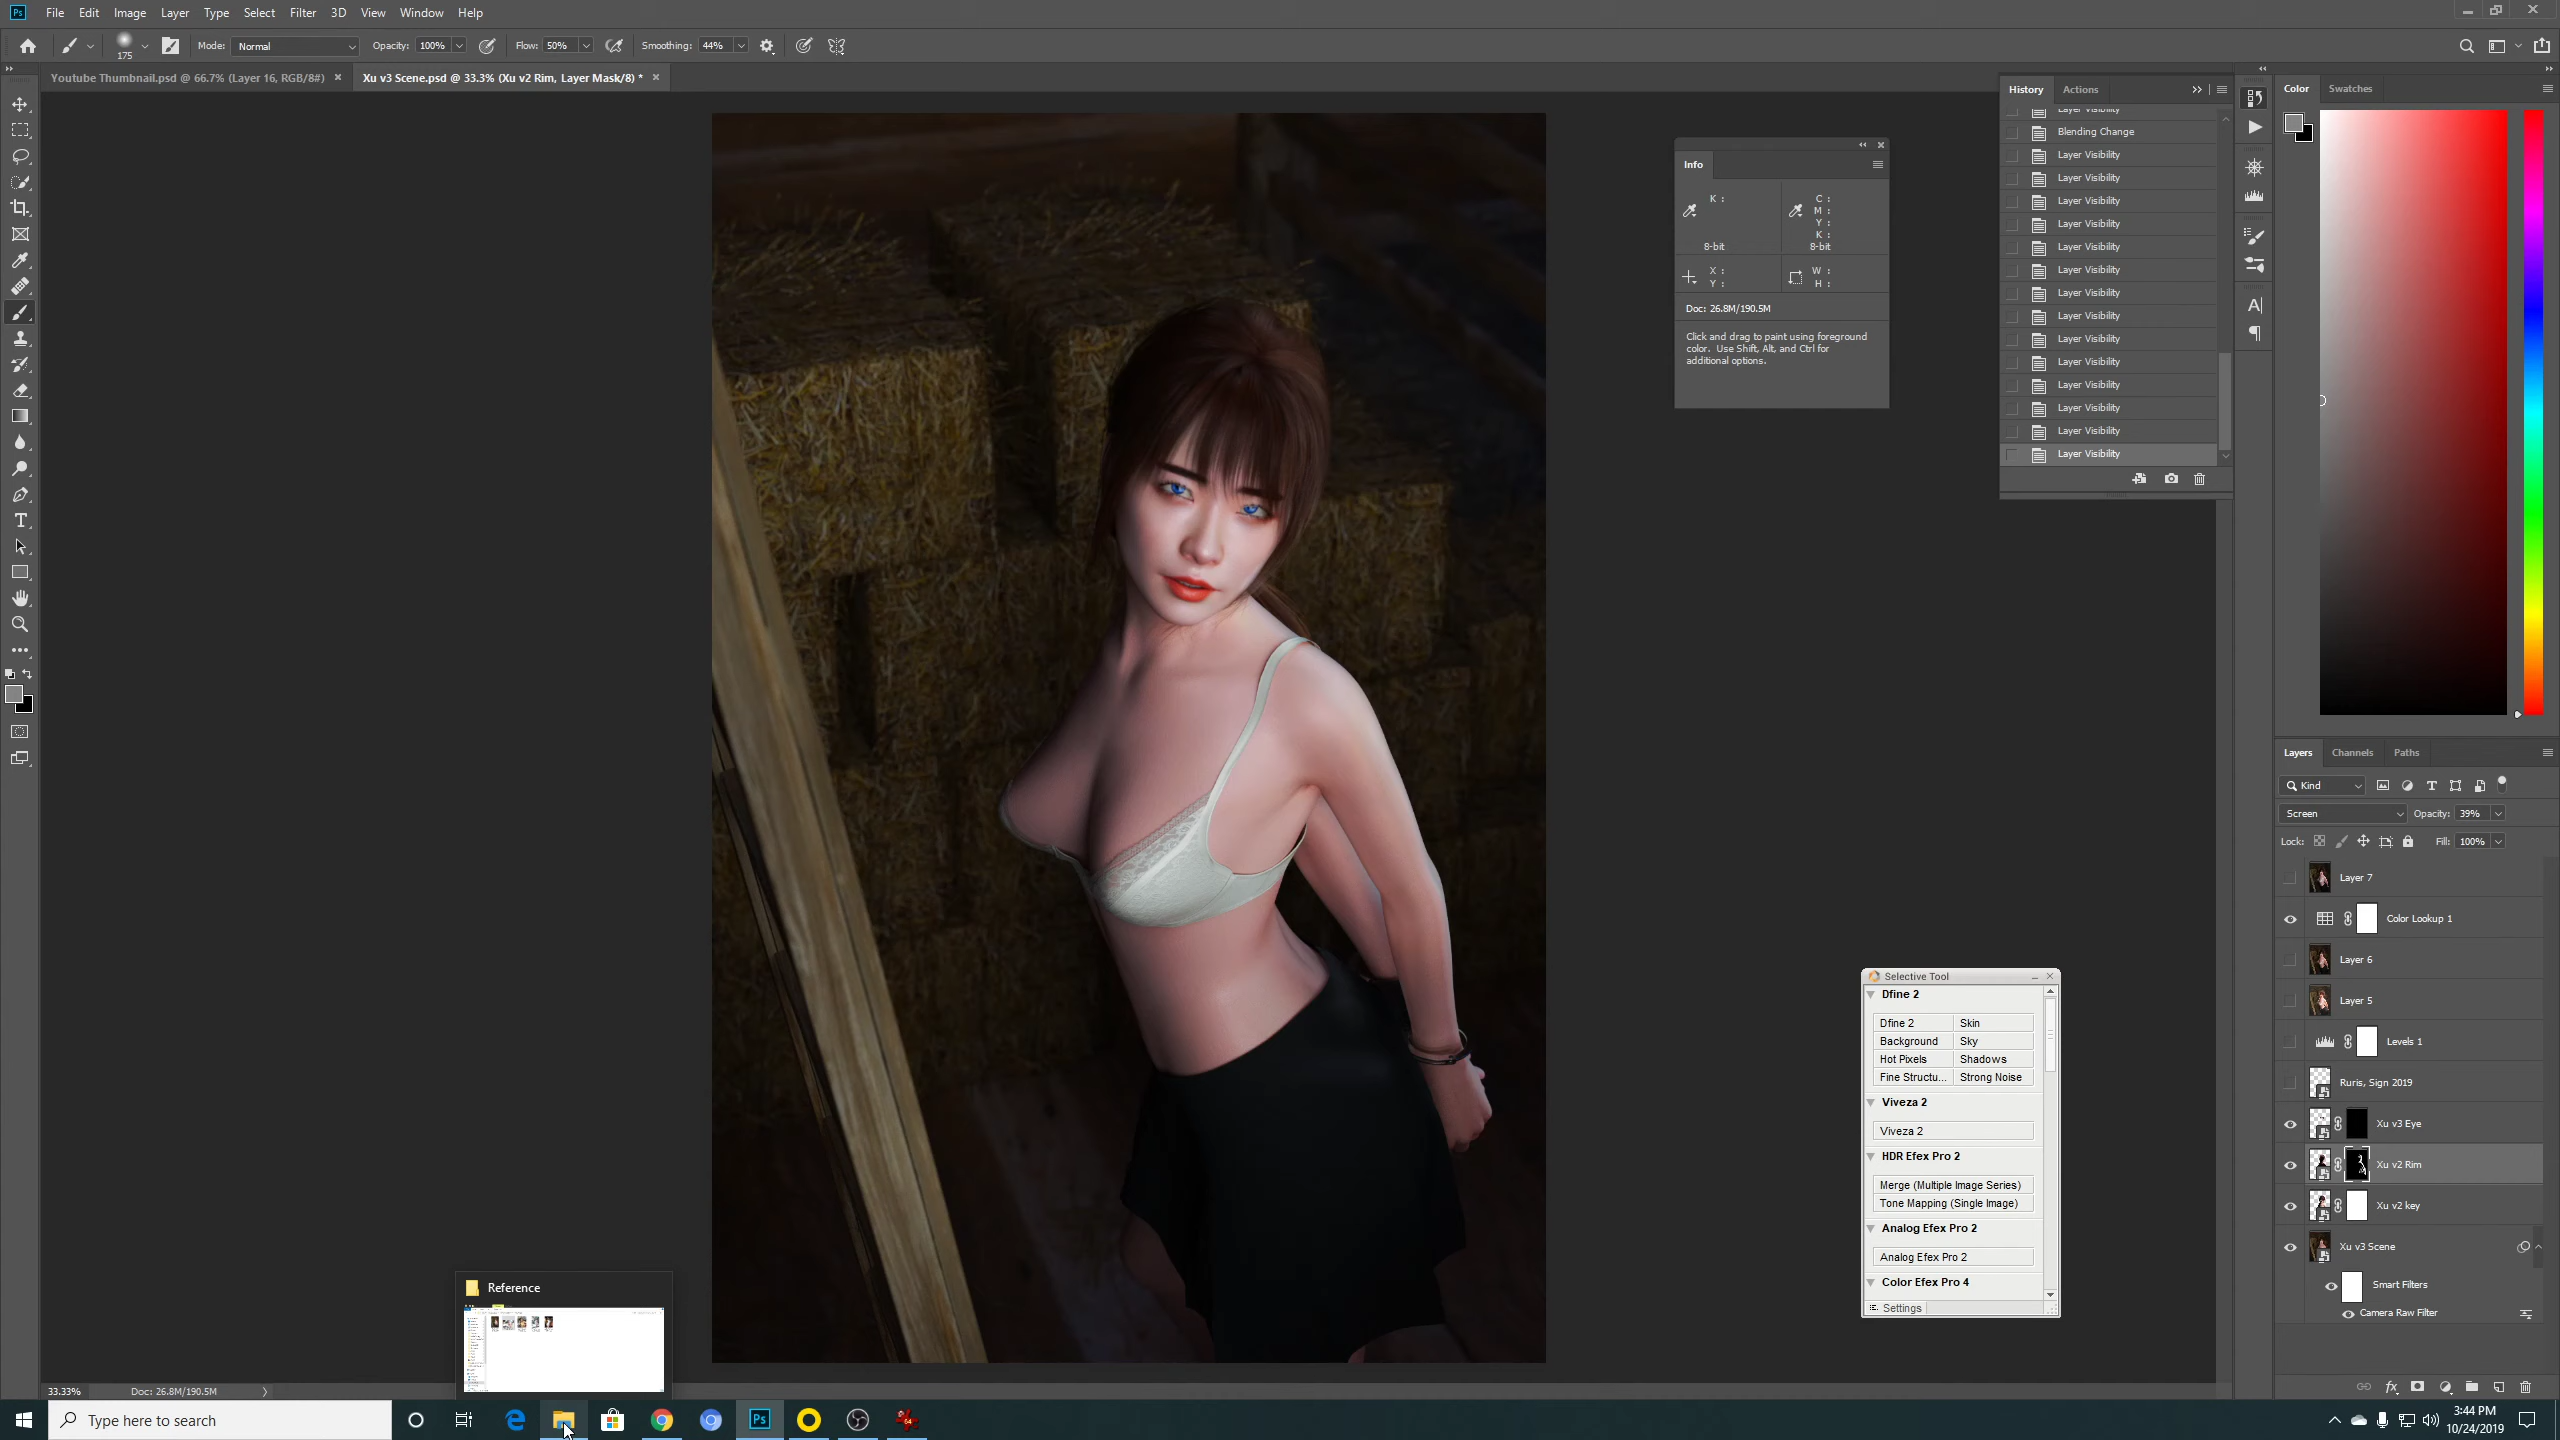 Ps File Edit Image Layer Type Select Filter 3D View Window Help
175 Mode: Normal Opacity: 100% Flow: 50% Smoothing: 44%
Youtube Thumbnail.psd @ 66.7% (Layer 16, RGB/8#) × Xu v3 Scene.psd @ 33.3% (Xu v2 Rim, Layer Mask/8) * ×
History Actions
Layer Visibility
Blending Change
Layer Visibility
Layer Visibility
Layer Visibility
Layer Visibility
Layer Visibility
Layer Visibility
Layer Visibility
Layer Visibility
Layer Visibility
Layer Visibility
Layer Visibility
Layer Visibility
Layer Visibility
Layer Visibility
Info
K :
8-bit
C :
M :
Y :
K :
8-bit
X :
Y :
W :
H :
Doc: 26.8M/190.5M
Click and drag to paint using foreground
color. Use Shift, Alt, and Ctrl for
additional options.
Color Swatches
Layers Channels Paths
Kind
Screen Opacity: 39%
Lock: Fill: 100%
Layer 7
Color Lookup 1
Layer 6
Layer 5
Levels 1
Ruris, Sign 2019
Xu v3 Eye
Xu v2 Rim
Xu v2 key
Xu v3 Scene
Smart Filters
Camera Raw Filter
Selective Tool
Dfine 2
Dfine 2 Skin
Background Sky
Hot Pixels Shadows
Fine Structu... Strong Noise
Viveza 2
Viveza 2
HDR Efex Pro 2
Merge (Multiple Image Series)
Tone Mapping (Single Image)
Analog Efex Pro 2
Analog Efex Pro 2
Color Efex Pro 4
Settings
Reference
33.33% Doc: 26.8M/190.5M
Type here to search
Ps
64
3:44 PM
10/24/2019